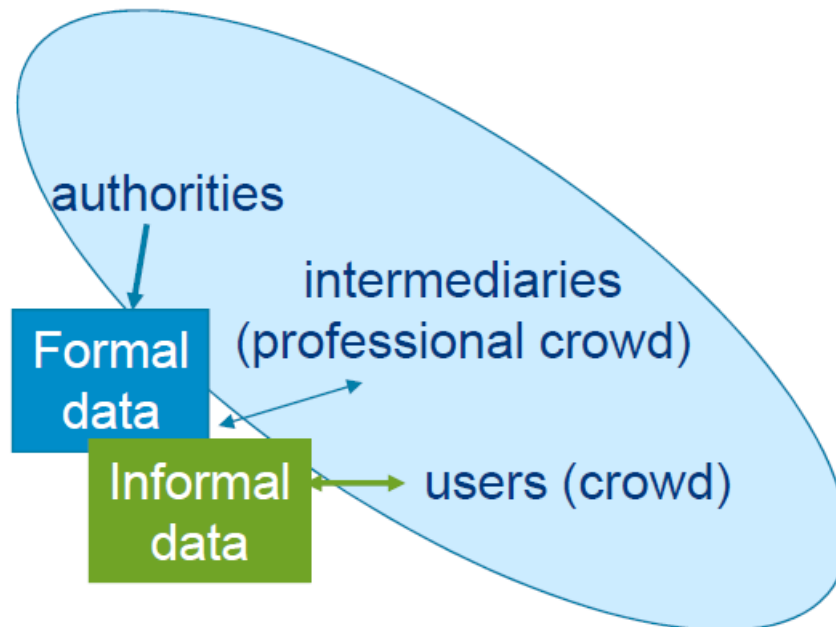 authorities
intermediaries
(professional crowd)
Formal
data
Informal
data
users (crowd)